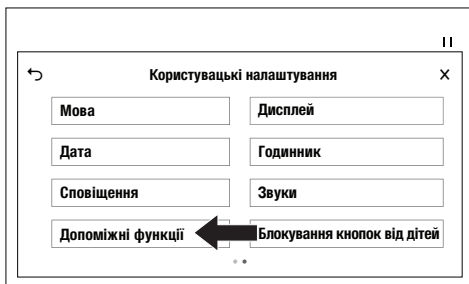 Користувацькі налаштування X
Мова Дисплей
Дата Годинник
Сповіщення Звуки
Допоміжні функції Блокування кнопок від дітей